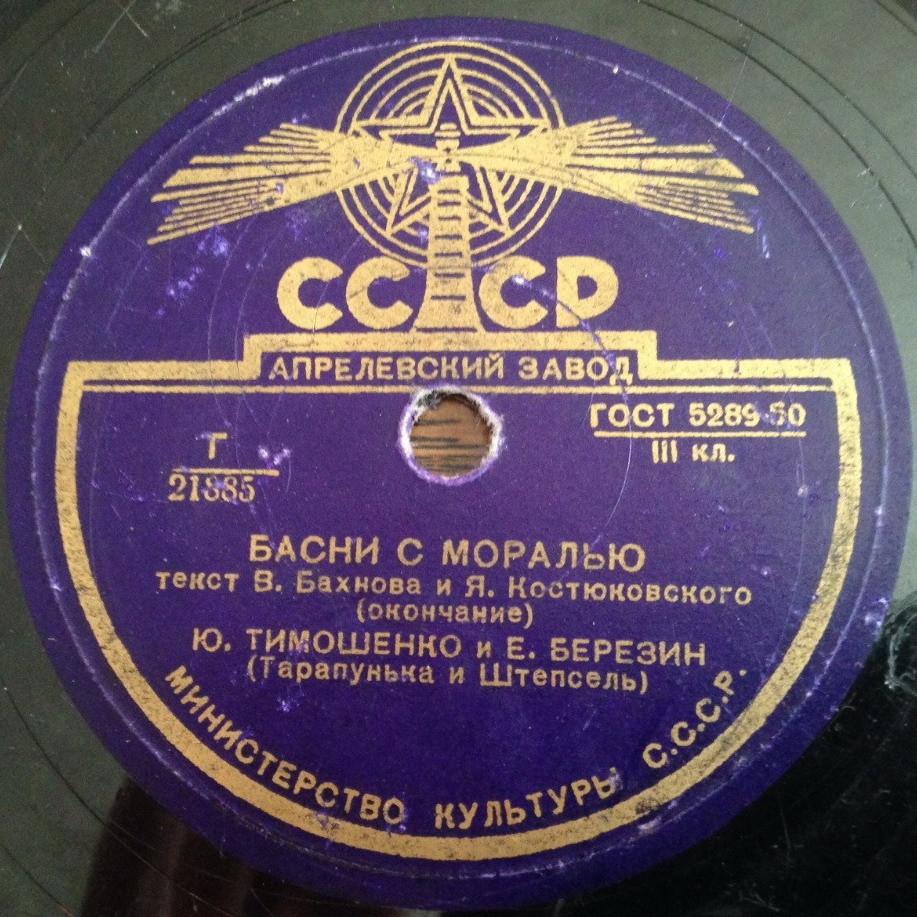 СССР
АПРЕЛЕВСКИЙ ЗАВОД
ГОСТ 5289-50
III кл.
Г
21885
БАСНИ С МОРАЛЬЮ
текст В. Бахнова и Я. Костюковского
(окончание)
Ю. ТИМОШЕНКО и Е. БЕРЕЗИН
(Тарапунька и Штепсель)
МИНИСТЕРСТВО КУЛЬТУРЫ С.С.С.Р.